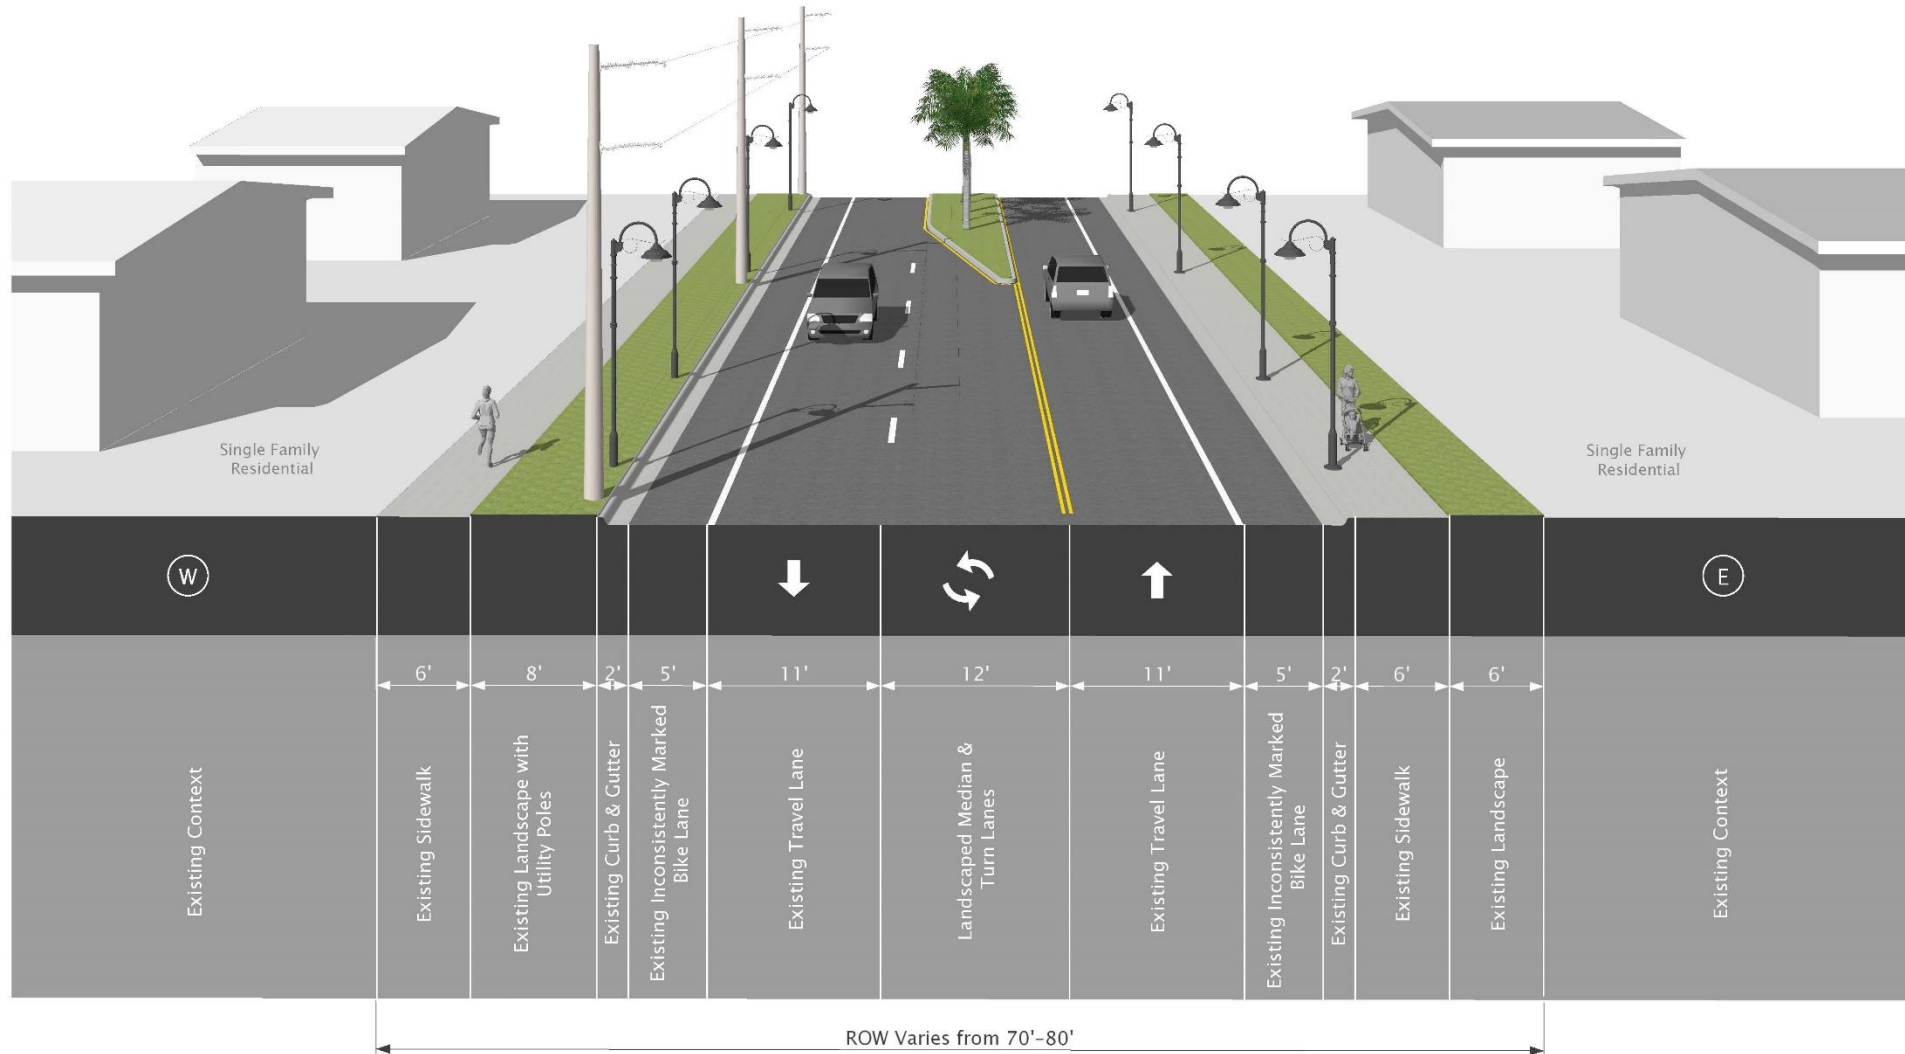 Single Family
Residential
Single Family
Residential
W
E
6'
8'
2'
5'
11'
12'
11'
5'
2'
6'
6'
Existing Context
Existing Sidewalk
Existing Landscape with
Utility Poles
Existing Curb & Gutter
Existing Inconsistently Marked
Bike Lane
Existing Travel Lane
Landscaped Median &
Turn Lanes
Existing Travel Lane
Existing Inconsistently Marked
Bike Lane
Existing Curb & Gutter
Existing Sidewalk
Existing Landscape
Existing Context
ROW Varies from 70'-80'